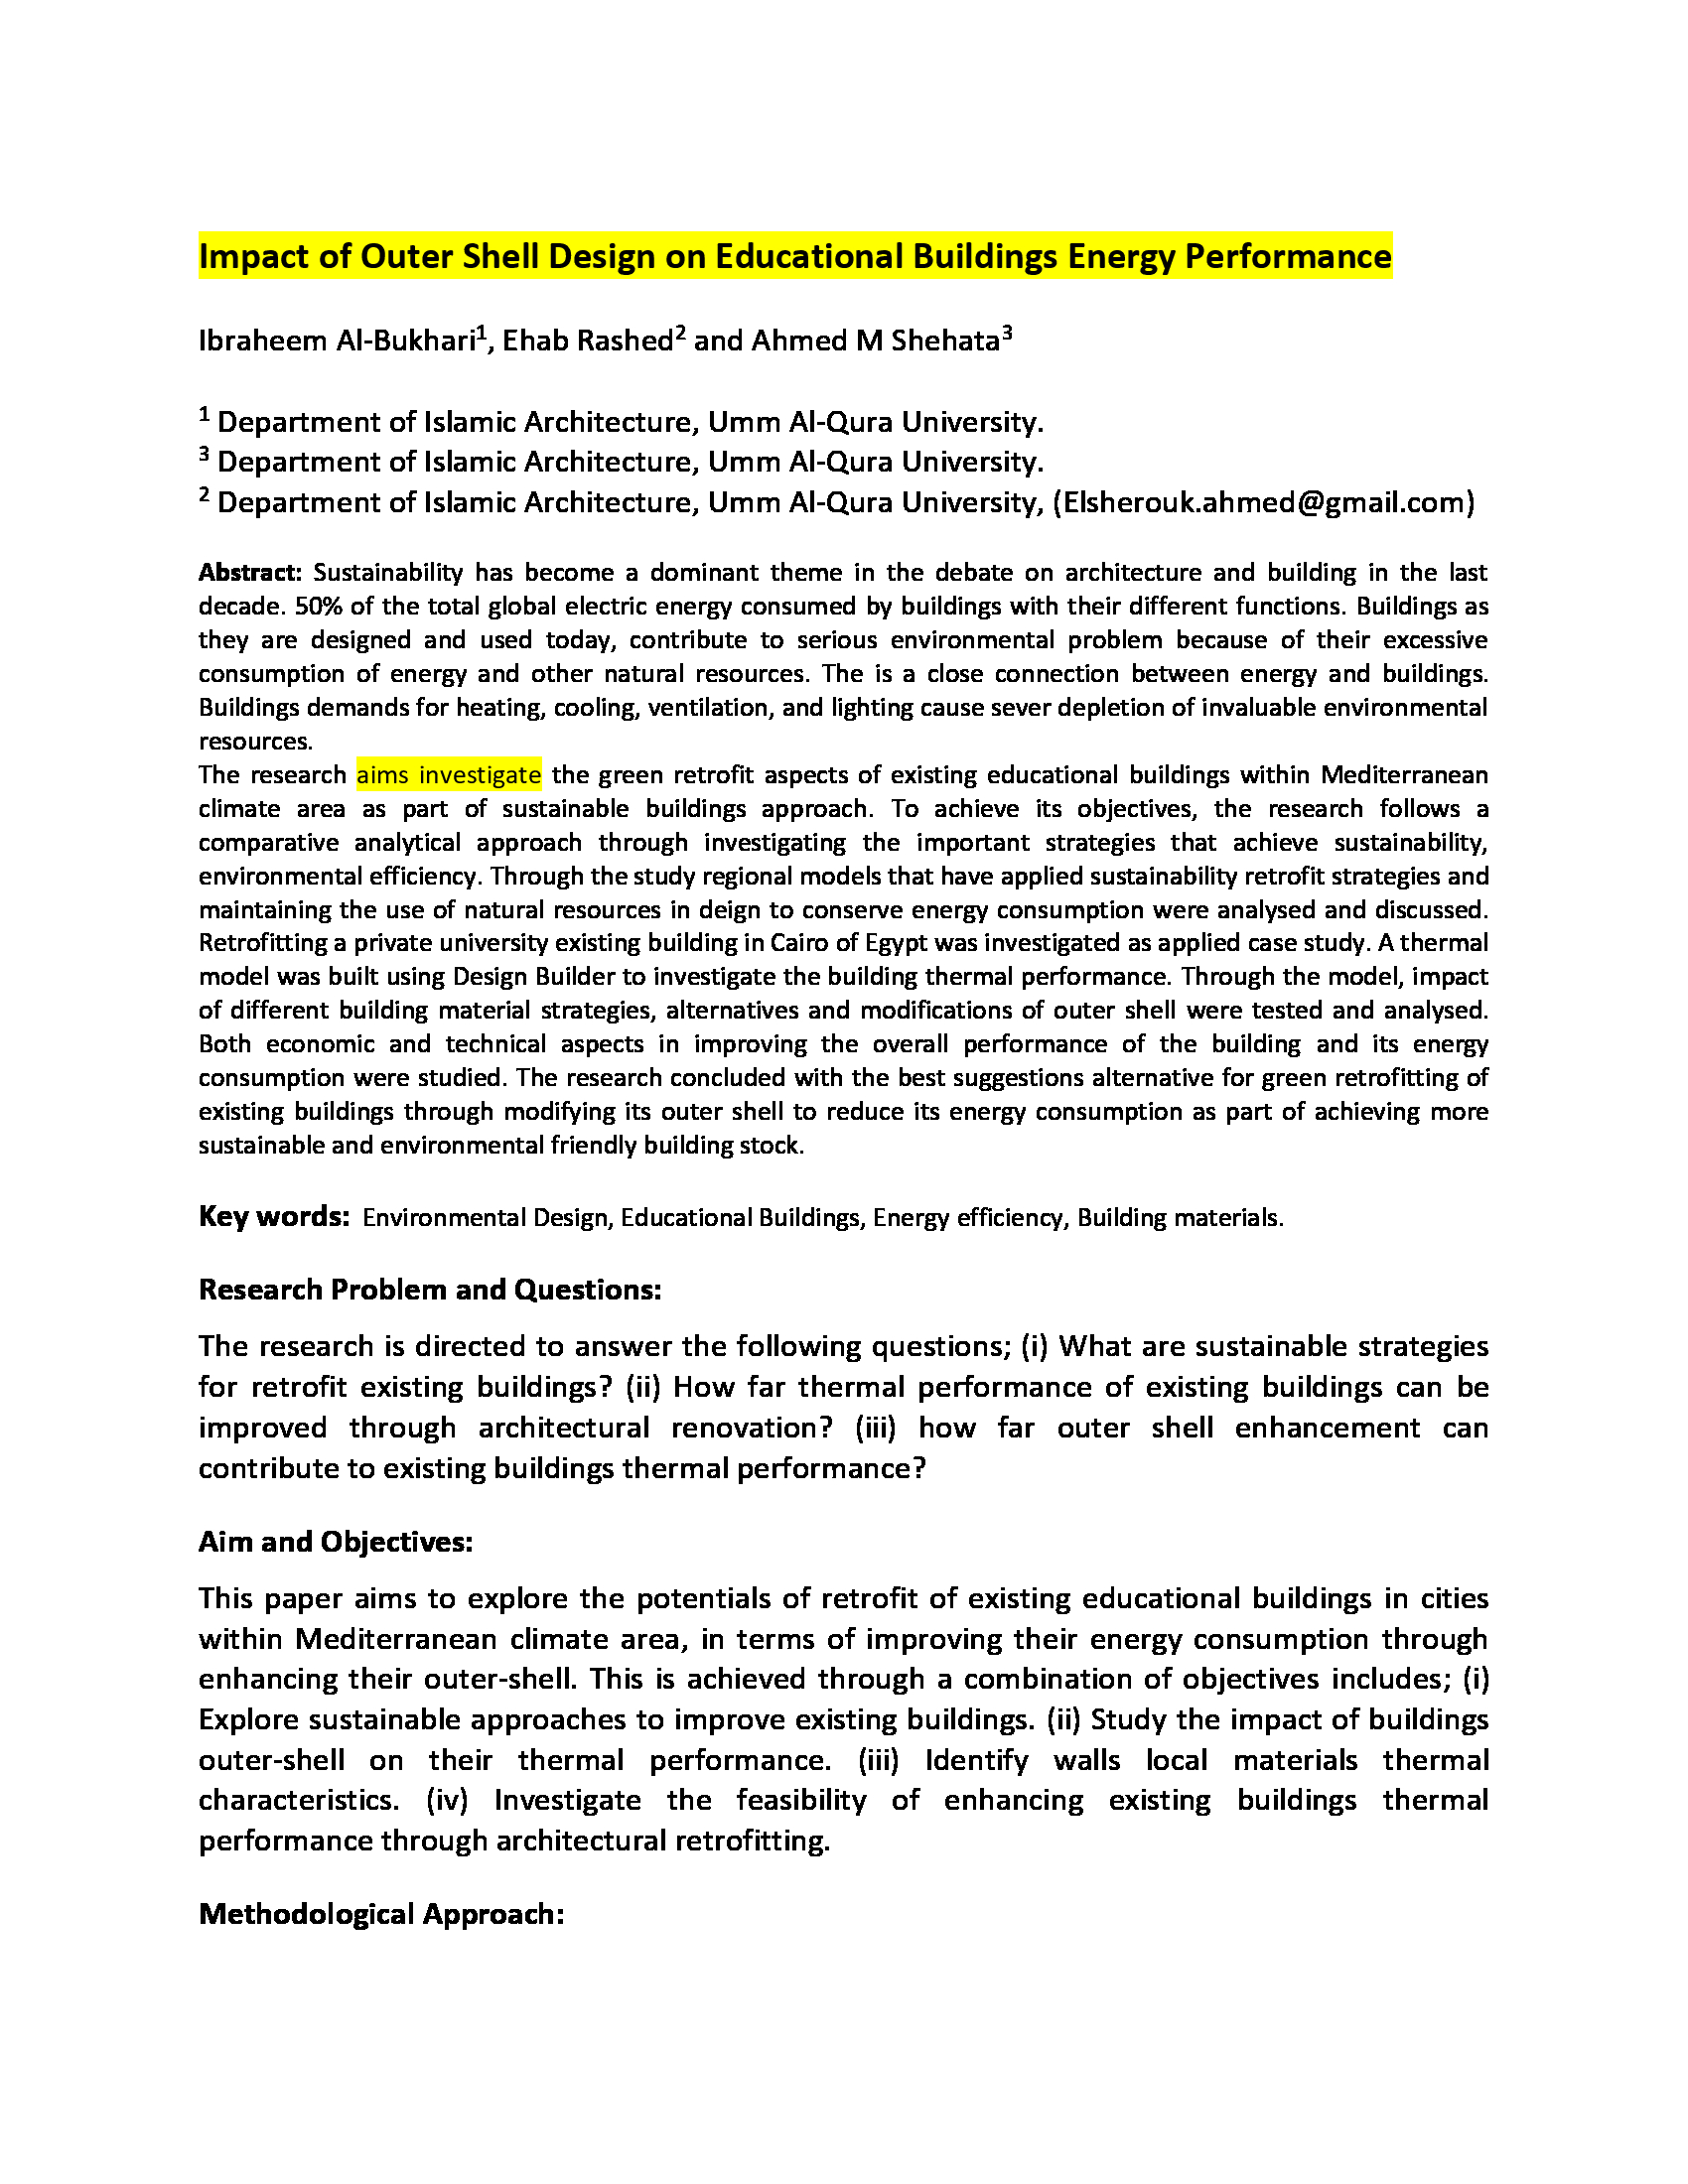 Impact of Outer Shell Design on Educational Buildings Energy Performance
Ibraheem Al-Bukhari1, Ehab Rashed2 and Ahmed M Shehata3
1 Department of Islamic Architecture, Umm Al-Qura University.
3 Department of Islamic Architecture, Umm Al-Qura University.
2 Department of Islamic Architecture, Umm Al-Qura University, (Elsherouk.ahmed@gmail.com)
Abstract: Sustainability has become a dominant theme in the debate on architecture and building in the last
decade. 50% of the total global electric energy consumed by buildings with their different functions. Buildings as
they are designed and used today, contribute to serious environmental problem because of their excessive
consumption of energy and other natural resources. The is a close connection between energy and buildings.
Buildings demands for heating, cooling, ventilation, and lighting cause sever depletion of invaluable environmental
resources.
The research aims investigate the green retrofit aspects of existing educational buildings within Mediterranean
climate area as part of sustainable buildings approach. To achieve its objectives, the research follows a
comparative analytical approach through investigating the important strategies that achieve sustainability,
environmental efficiency. Through the study regional models that have applied sustainability retrofit strategies and
maintaining the use of natural resources in deign to conserve energy consumption were analysed and discussed.
Retrofitting a private university existing building in Cairo of Egypt was investigated as applied case study. A thermal
model was built using Design Builder to investigate the building thermal performance. Through the model, impact
of different building material strategies, alternatives and modifications of outer shell were tested and analysed.
Both economic and technical aspects in improving the overall performance of the building and its energy
consumption were studied. The research concluded with the best suggestions alternative for green retrofitting of
existing buildings through modifying its outer shell to reduce its energy consumption as part of achieving more
sustainable and environmental friendly building stock.
Key words: Environmental Design, Educational Buildings, Energy efficiency, Building materials.
Research Problem and Questions:
The research is directed to answer the following questions; (i) What are sustainable strategies
for retrofit existing buildings? (ii) How far thermal performance of existing buildings can be
improved through architectural renovation? (iii) how far outer shell enhancement can
contribute to existing buildings thermal performance?
Aim and Objectives:
This paper aims to explore the potentials of retrofit of existing educational buildings in cities
within Mediterranean climate area, in terms of improving their energy consumption through
enhancing their outer-shell. This is achieved through a combination of objectives includes; (i)
Explore sustainable approaches to improve existing buildings. (ii) Study the impact of buildings
outer-shell on their thermal performance. (iii) Identify walls local materials thermal
characteristics. (iv) Investigate the feasibility of enhancing existing buildings thermal
performance through architectural retrofitting.
Methodological Approach: